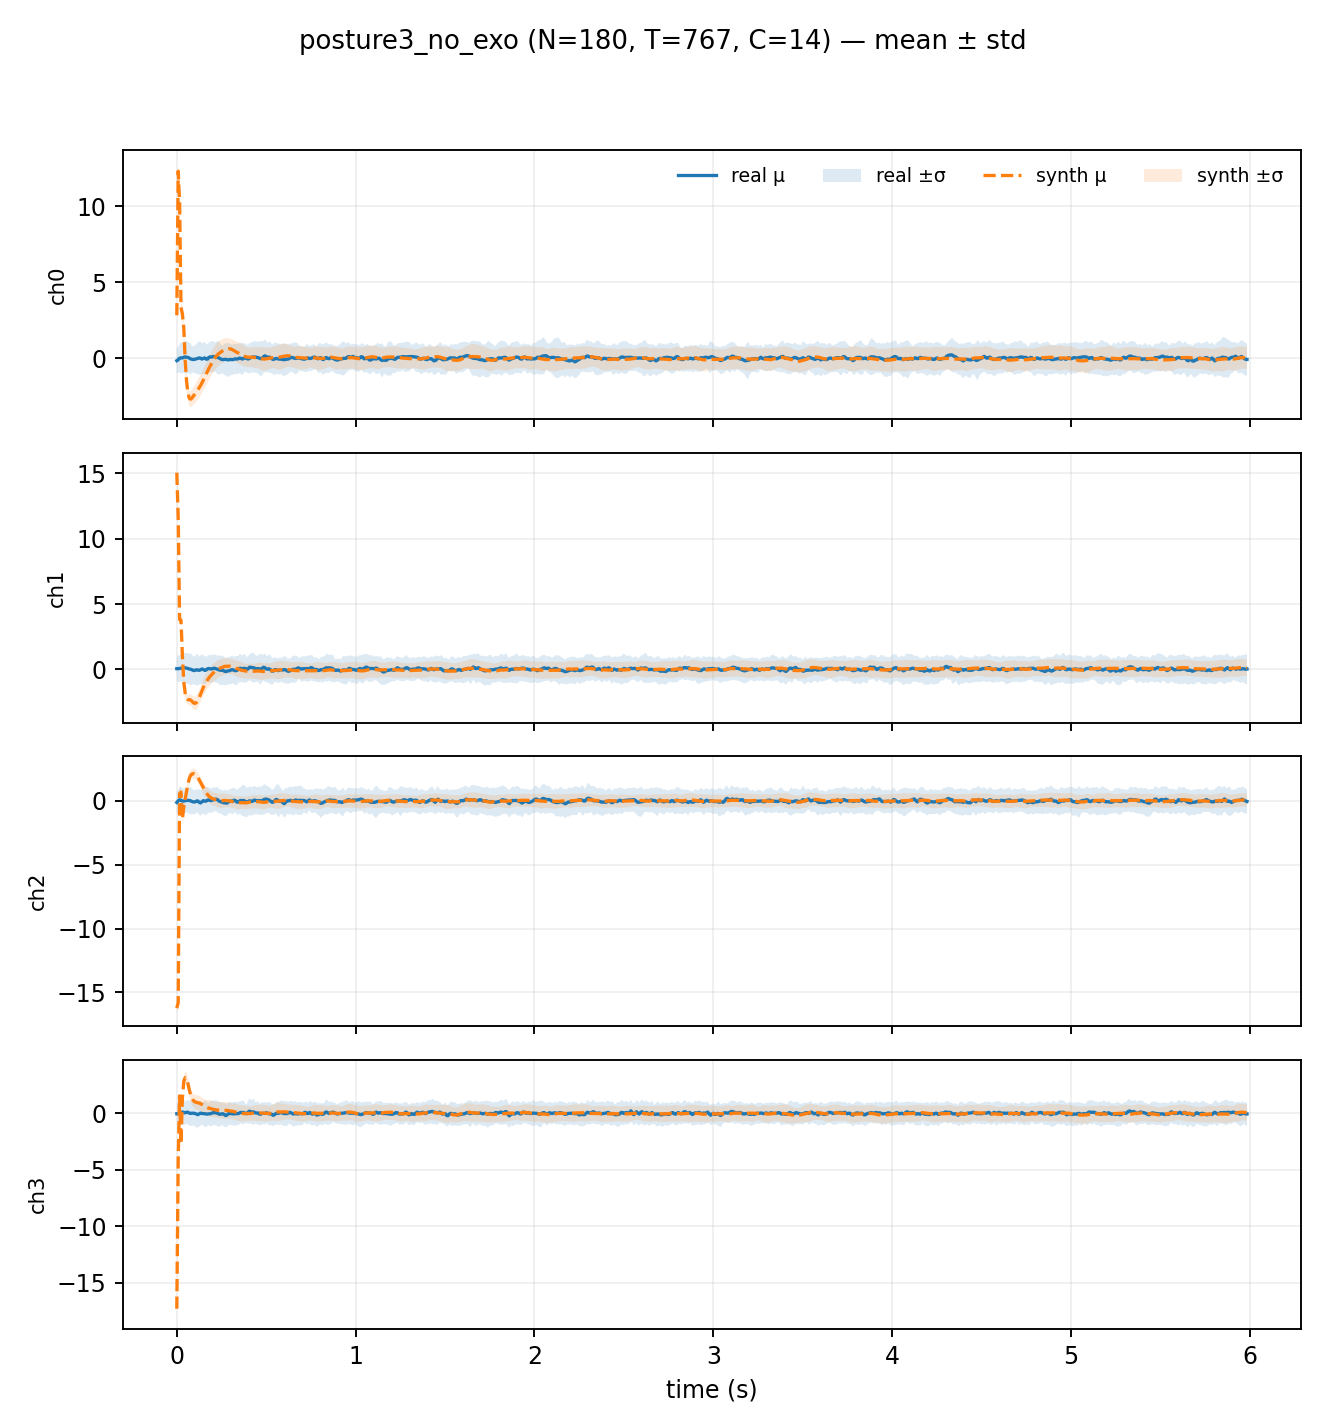 posture3_no_exo (N=180, T=767, C=14) — mean ± std
real μ real ±σ synth μ synth ±σ
10
5
0
ch0
15
10
5
0
ch1
0
−5
−10
−15
ch2
0
−5
−10
−15
ch3
0 1 2 3 4 5 6
time (s)